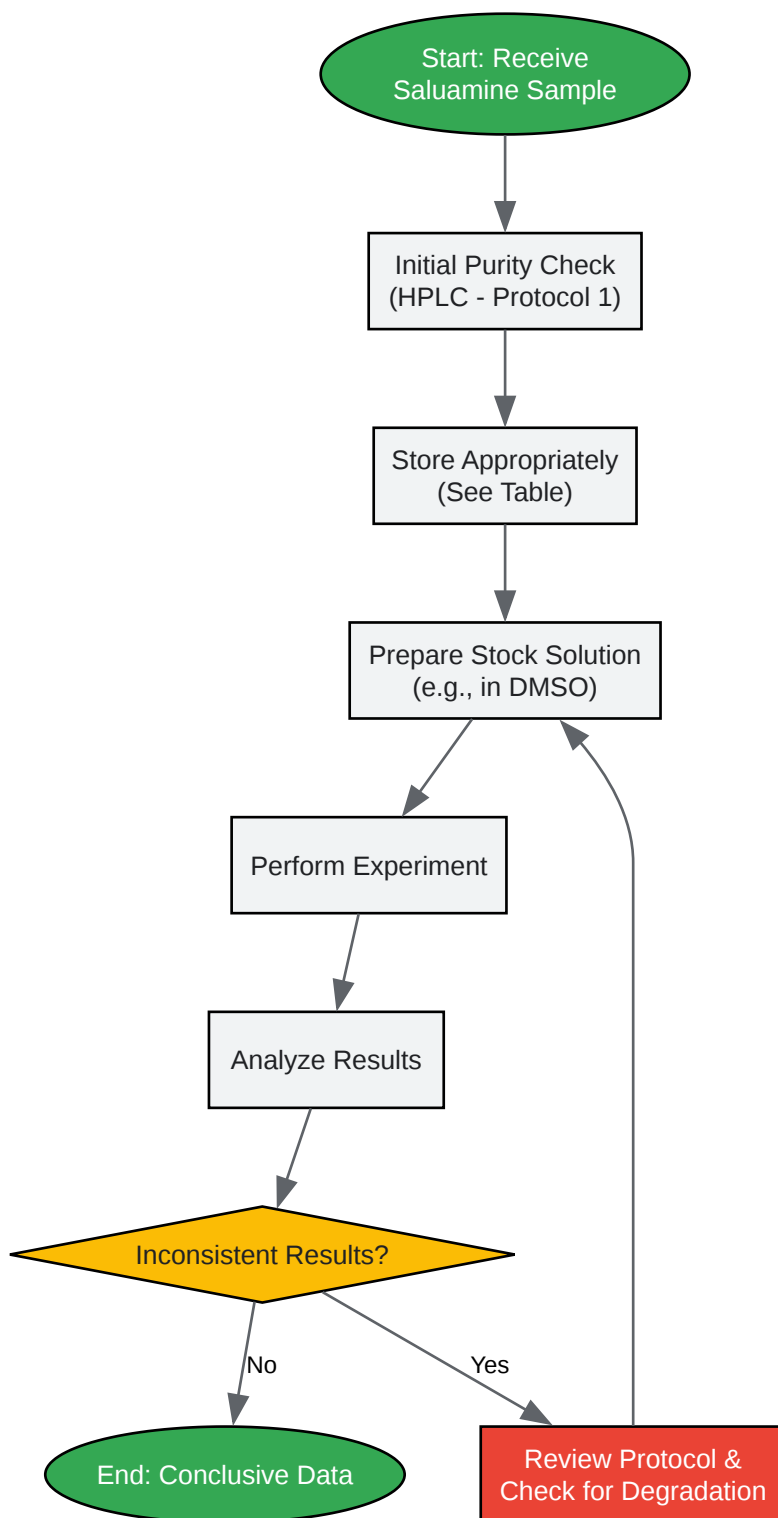 Start: Receive
Saluamine Sample
Initial Purity Check
(HPLC - Protocol 1)
Store Appropriately
(See Table)
Prepare Stock Solution
(e.g., in DMSO)
Perform Experiment
Analyze Results
Inconsistent Results?
No
Yes
End: Conclusive Data
Review Protocol &
Check for Degradation